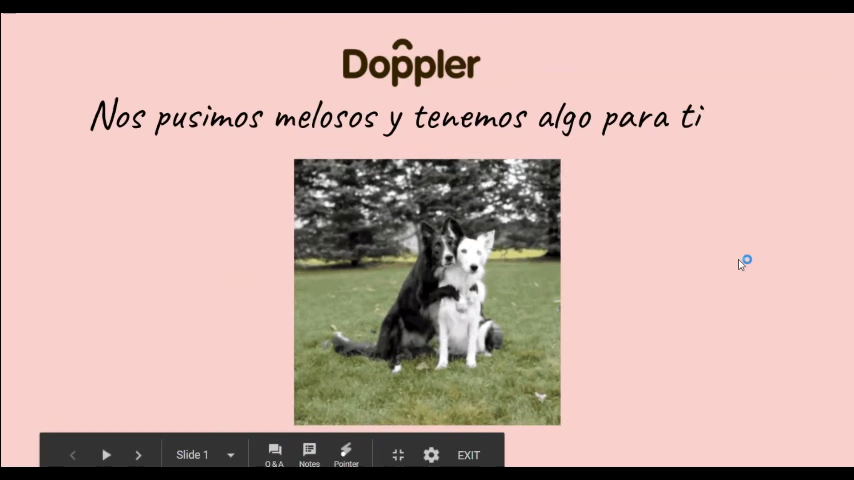 Doppler
Nos pusimos melosos y tenemos algo para ti
Slide 1
Q & A
Notes
Pointer
EXIT